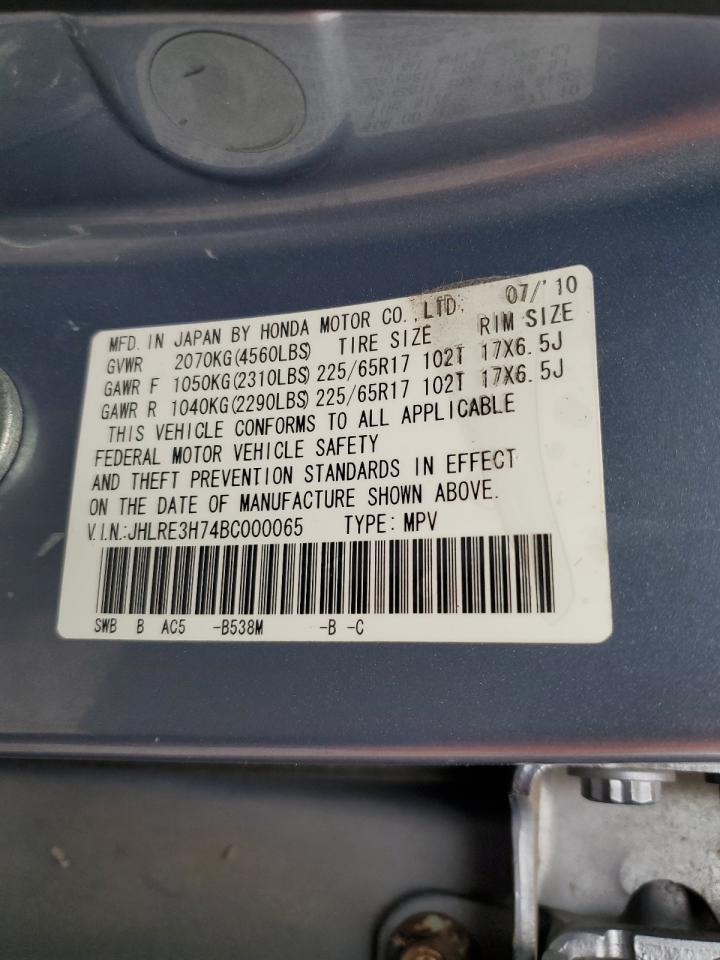 MFD. IN JAPAN BY HONDA MOTOR CO.,LTD. 07/'10
GVWR 2070KG(4560LBS) TIRE SIZE RIM SIZE
GAWR F 1050KG(2310LBS) 225/65R17 102T 17X6.5J
GAWR R 1040KG(2290LBS) 225/65R17 102T 17X6.5J
THIS VEHICLE CONFORMS TO ALL APPLICABLE
FEDERAL MOTOR VEHICLE SAFETY
AND THEFT PREVENTION STANDARDS IN EFFECT
ON THE DATE OF MANUFACTURE SHOWN ABOVE.
V.I.N.:JHLRE3H74BC000065 TYPE: MPV
SWB B AC5 -B538M -B -C